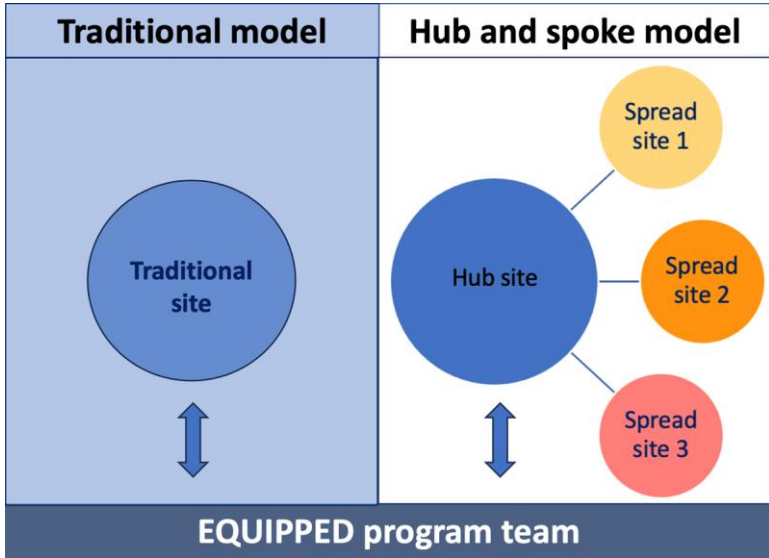 Traditional model
Hub and spoke model
Traditional
site
Hub site
Spread
site 1
Spread
site 2
Spread
site 3
EQUIPPED program team